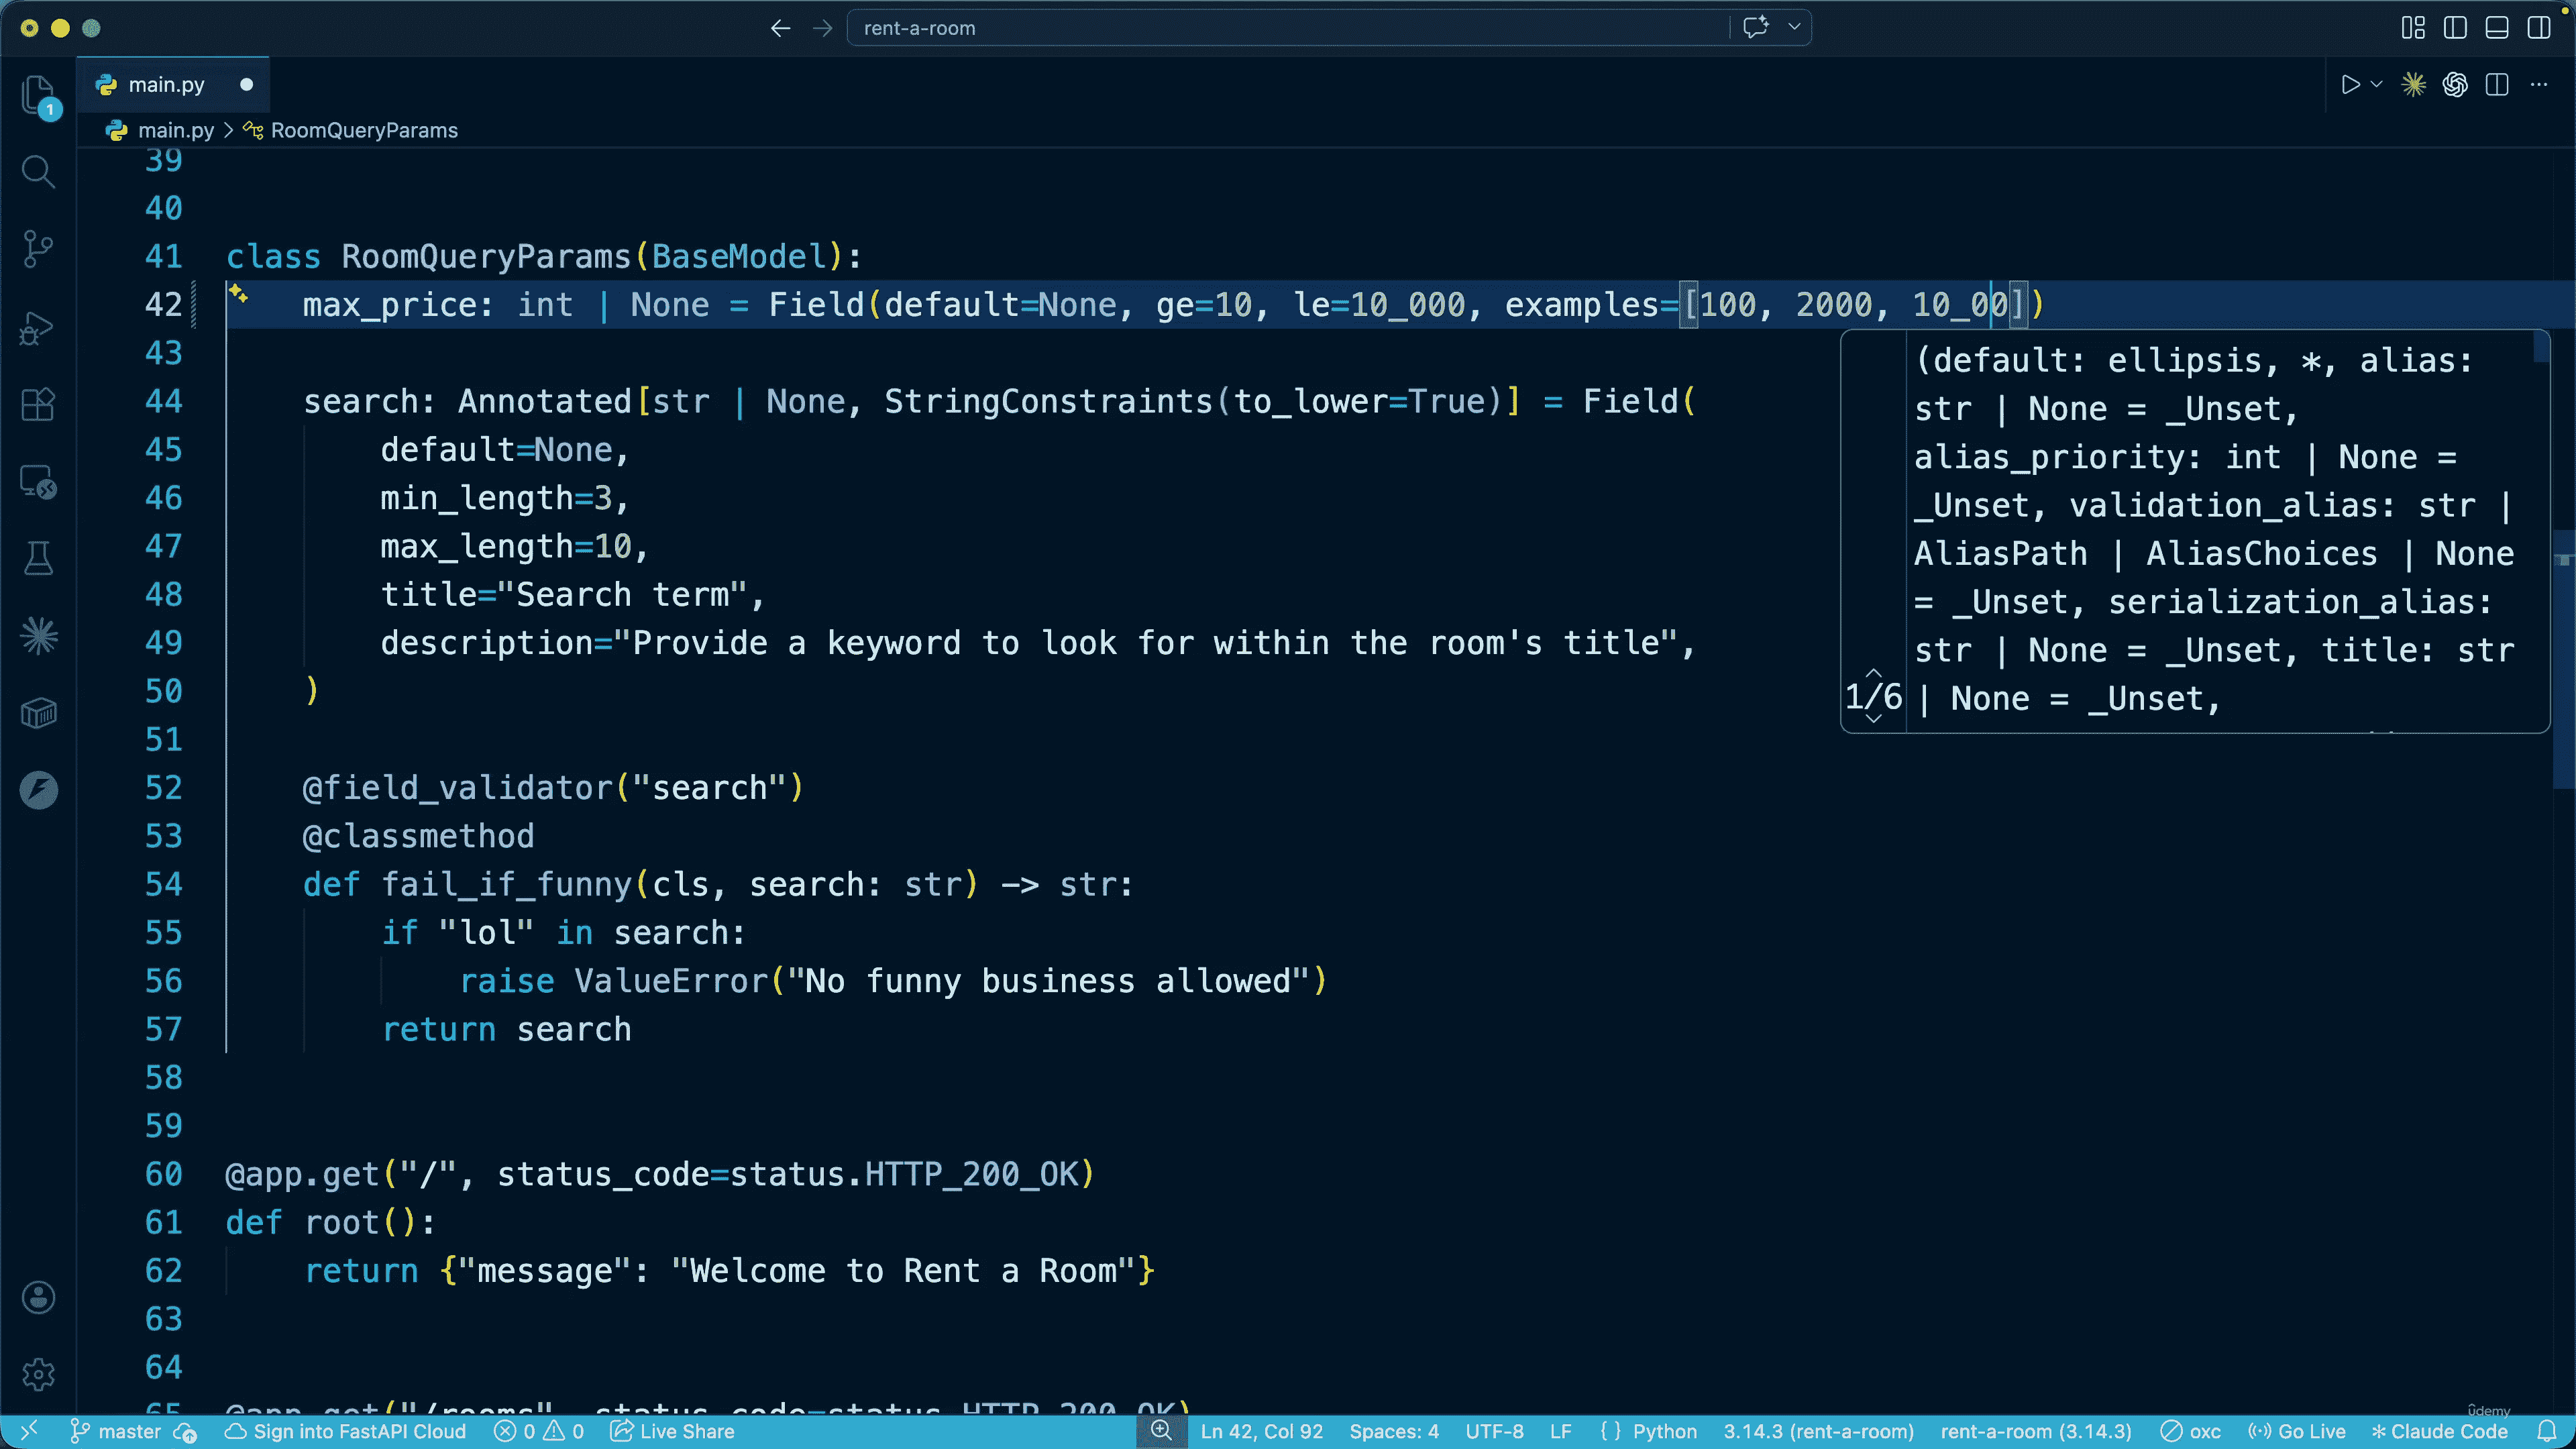 rent-a-room
main.py
1
main.py > RoomQueryParams
39
40
41 class RoomQueryParams(BaseModel):
42 max_price: int | None = Field(default=None, ge=10, le=10_000, examples=[100, 2000, 10_00])
43
44 search: Annotated[str | None, StringConstraints(to_lower=True)] = Field(
45 default=None,
46 min_length=3,
47 max_length=10,
48 title="Search term",
49 description="Provide a keyword to look for within the room's title",
50 )
51
52 @field_validator("search")
53 @classmethod
54 def fail_if_funny(cls, search: str) -> str:
55 if "lol" in search:
56 raise ValueError("No funny business allowed")
57 return search
58
59
60 @app.get("/", status_code=status.HTTP_200_OK)
61 def root():
62 return {"message": "Welcome to Rent a Room"}
63
64
65 @app.get("/rooms", status_code=status.HTTP_200_OK)
(default: ellipsis, *, alias:
str | None = _Unset,
alias_priority: int | None =
_Unset, validation_alias: str |
AliasPath | AliasChoices | None
= _Unset, serialization_alias:
str | None = _Unset, title: str
1/6 | None = _Unset,
ûdemy
master Sign into FastAPI Cloud 0 0 Live Share Ln 42, Col 92 Spaces: 4 UTF-8 LF { } Python 3.14.3 (rent-a-room) rent-a-room (3.14.3) oxc Go Live Claude Code